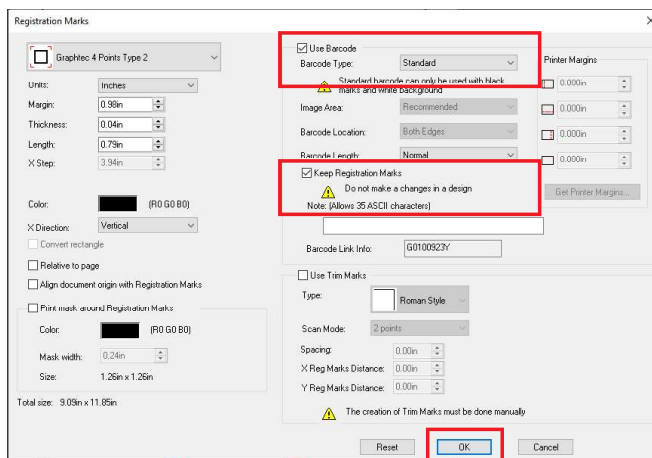 Registration Marks
Graphtec 4 Points Type 2
Units: Inches
Margin: 0.98in
Thickness: 0.04in
Length: 0.79in
X Step: 3.94in
Color: (R0 G0 B0)
X Direction: Vertical
Convert rectangle
Relative to page
Align document origin with Registration Marks
Print mask around Registration Marks
Color: (R0 G0 B0)
Mask width: 0.24in
Size: 1.26in x 1.26in
Total size: 9.09in x 11.85in
Use Barcode
Barcode Type: Standard
Standard barcode can only be used with black
marks and white background
Image Area: Recommended
Barcode Location: Both Edges
Barcode Length: Normal
Keep Registration Marks
Do not make a changes in a design
Note: (Allows 35 ASCII characters)
Barcode Link Info: G0100923Y
Printer Margins
0.000in
0.000in
0.000in
0.000in
Get Printer Margins...
Use Trim Marks
Type: Roman Style
Scan Mode: 2 points
Spacing: 0.00in
X Reg Marks Distance: 0.00in
Y Reg Marks Distance: 0.00in
The creation of Trim Marks must be done manually
Reset OK Cancel